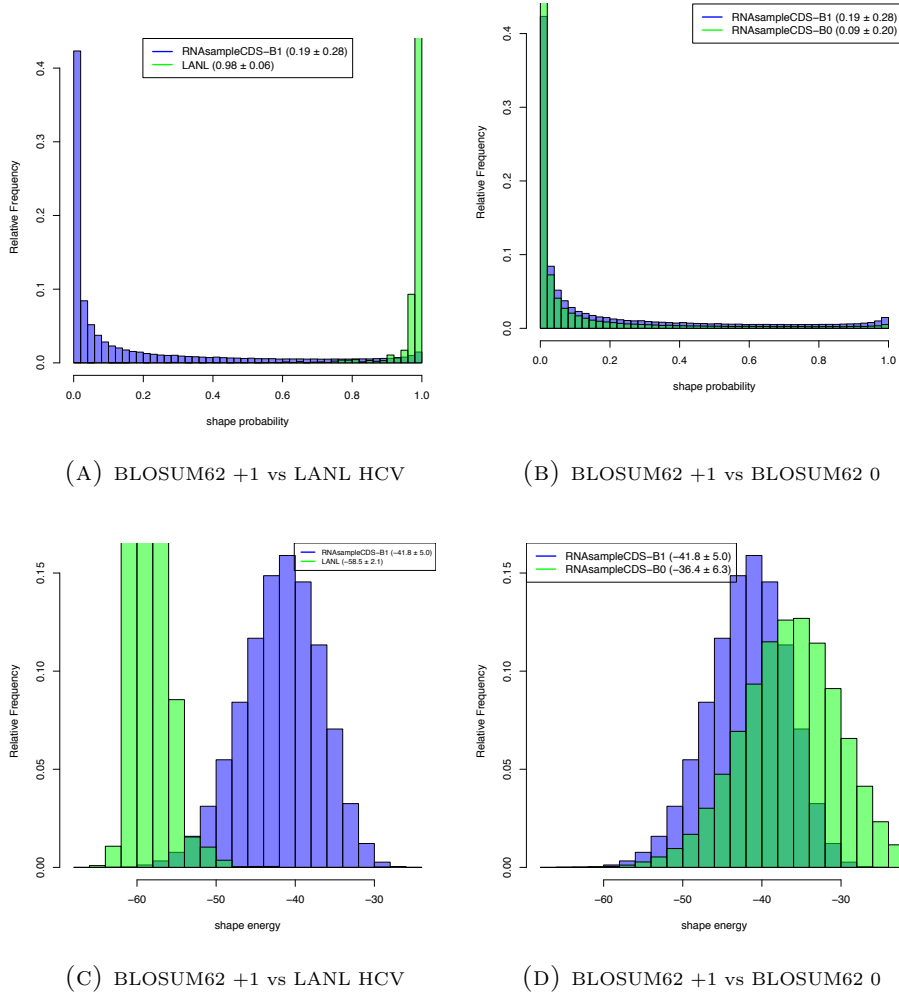 RNAsampleCDS−B1 (0.19 ± 0.28)
LANL (0.98 ± 0.06)
Relative Frequency
0.4
0.3
0.2
0.1
0.0
0.0 0.2 0.4 0.6 0.8 1.0
shape probability
(A) BLOSUM62 +1 vs LANL HCV
RNAsampleCDS−B1 (0.19 ± 0.28)
RNAsampleCDS−B0 (0.09 ± 0.20)
Relative Frequency
0.4
0.3
0.2
0.1
0.0
0.0 0.2 0.4 0.6 0.8 1.0
shape probability
(B) BLOSUM62 +1 vs BLOSUM62 0
RNAsampleCDS−B1 (−41.8 ± 5.0)
LANL (−58.5 ± 2.1)
Relative Frequency
0.15
0.10
0.05
0.00
−60 −50 −40 −30
shape energy
(C) BLOSUM62 +1 vs LANL HCV
RNAsampleCDS−B1 (−41.8 ± 5.0)
RNAsampleCDS−B0 (−36.4 ± 6.3)
Relative Frequency
0.15
0.10
0.05
0.00
−60 −50 −40 −30
shape energy
(D) BLOSUM62 +1 vs BLOSUM62 0